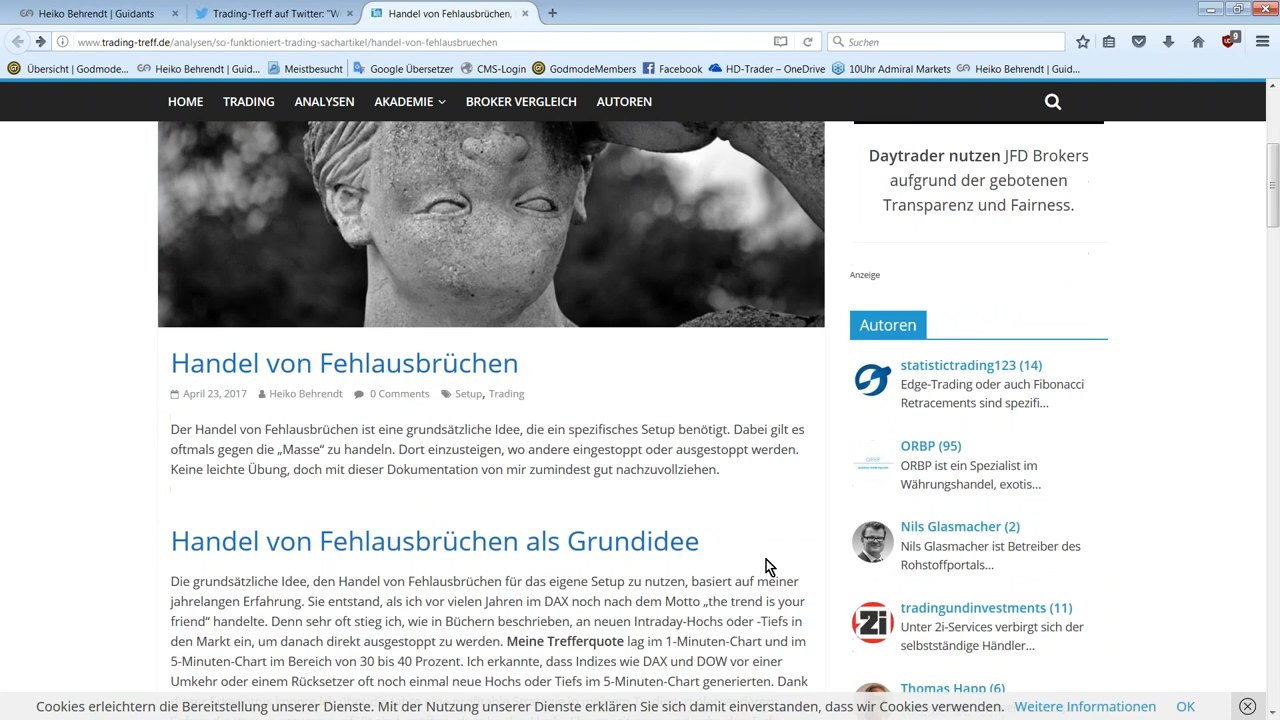 Heiko Behrendt | Guidants
Trading-Treff auf Twitter: "W
Handel von Fehlausbrüchen,
www.trading-treff.de/analysen/so-funktioniert-trading-sachartikel/handel-von-fehlausbruechen
Suchen
9
Übersicht | Godmode...
Heiko Behrendt | Guid...
Meistbesucht
Google Übersetzer
CMS-Login
GodmodeMembers
Facebook
HD-Trader – OneDrive
10Uhr Admiral Markets
Heiko Behrendt | Guid...
HOME
TRADING
ANALYSEN
AKADEMIE
BROKER VERGLEICH
AUTOREN
Handel von Fehlausbrüchen
April 23, 2017 Heiko Behrendt 0 Comments Setup, Trading
Der Handel von Fehlausbrüchen ist eine grundsätzliche Idee, die ein spezifisches Setup benötigt. Dabei gilt es
oftmals gegen die „Masse“ zu handeln. Dort einzusteigen, wo andere eingestoppt oder ausgestoppt werden.
Keine leichte Übung, doch mit dieser Dokumentation von mir zumindest gut nachzuvollziehen.
Handel von Fehlausbrüchen als Grundidee
Die grundsätzliche Idee, den Handel von Fehlausbrüchen für das eigene Setup zu nutzen, basiert auf meiner
jahrelangen Erfahrung. Sie entstand, als ich vor vielen Jahren im DAX noch nach dem Motto „the trend is your
friend“ handelte. Denn sehr oft stieg ich, wie in Büchern beschrieben, an neuen Intraday-Hochs oder -Tiefs in
den Markt ein, um danach direkt ausgestoppt zu werden. Meine Trefferquote lag im 1-Minuten-Chart und im
5-Minuten-Chart im Bereich von 30 bis 40 Prozent. Ich erkannte, dass Indizes wie DAX und DOW vor einer
Umkehr oder einem Rücksetzer oft noch einmal neue Hochs oder Tiefs im 5-Minuten-Chart generierten. Dank
Daytrader nutzen JFD Brokers
aufgrund der gebotenen
Transparenz und Fairness.
Anzeige
Autoren
statistictrading123 (14)
Edge-Trading oder auch Fibonacci
Retracements sind spezifi...
ORBP (95)
ORBP ist ein Spezialist im
Währungshandel, exotis...
Nils Glasmacher (2)
Nils Glasmacher ist Betreiber des
Rohstoffportals...
tradingundinvestments (11)
Unter 2i-Services verbirgt sich der
selbstständige Händler...
Thomas Happ (6)
Cookies erleichtern die Bereitstellung unserer Dienste. Mit der Nutzung unserer Dienste erklären Sie sich damit einverstanden, dass wir Cookies verwenden. Weitere Informationen OK